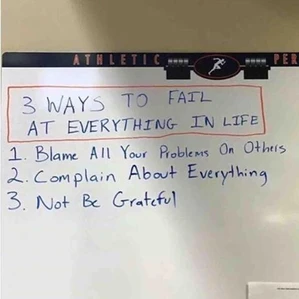 ATHLETIC PER
3 WAYS TO FAIL
AT EVERYTHING IN LIFE
1. Blame All Your Problems On Others
2. Complain About Everything
3. Not Be Grateful